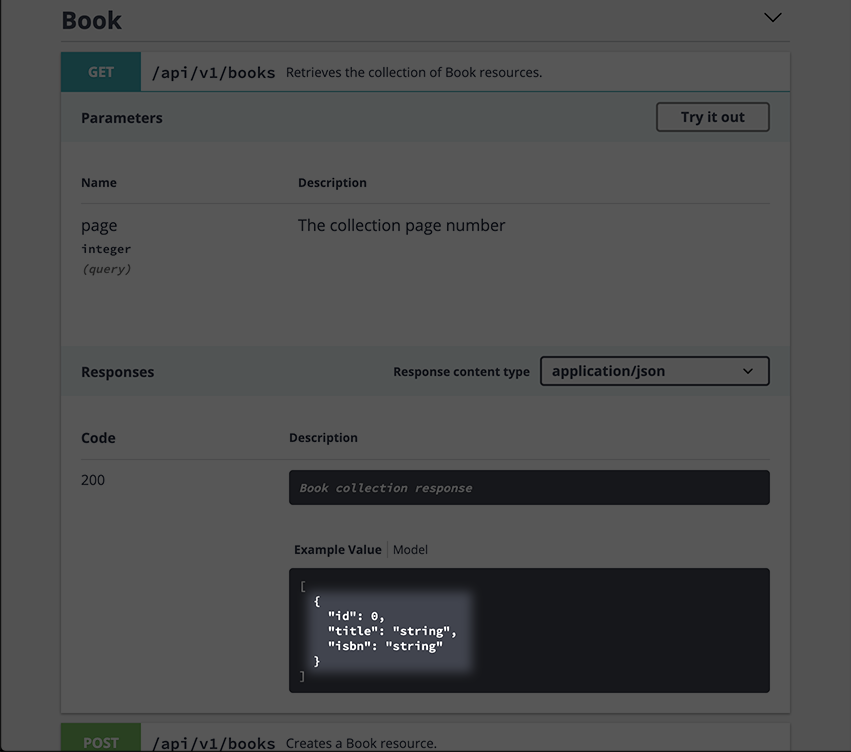 Book
GET /api/v1/books Retrieves the collection of Book resources.
Parameters Try it out
Name Description
page The collection page number
integer
(query)
Responses Response content type application/json
Code Description
200 Book collection response
Example Value Model
[
{
"id": 0,
"title": "string",
"isbn": "string"
}
]
POST /api/v1/books Creates a Book resource.